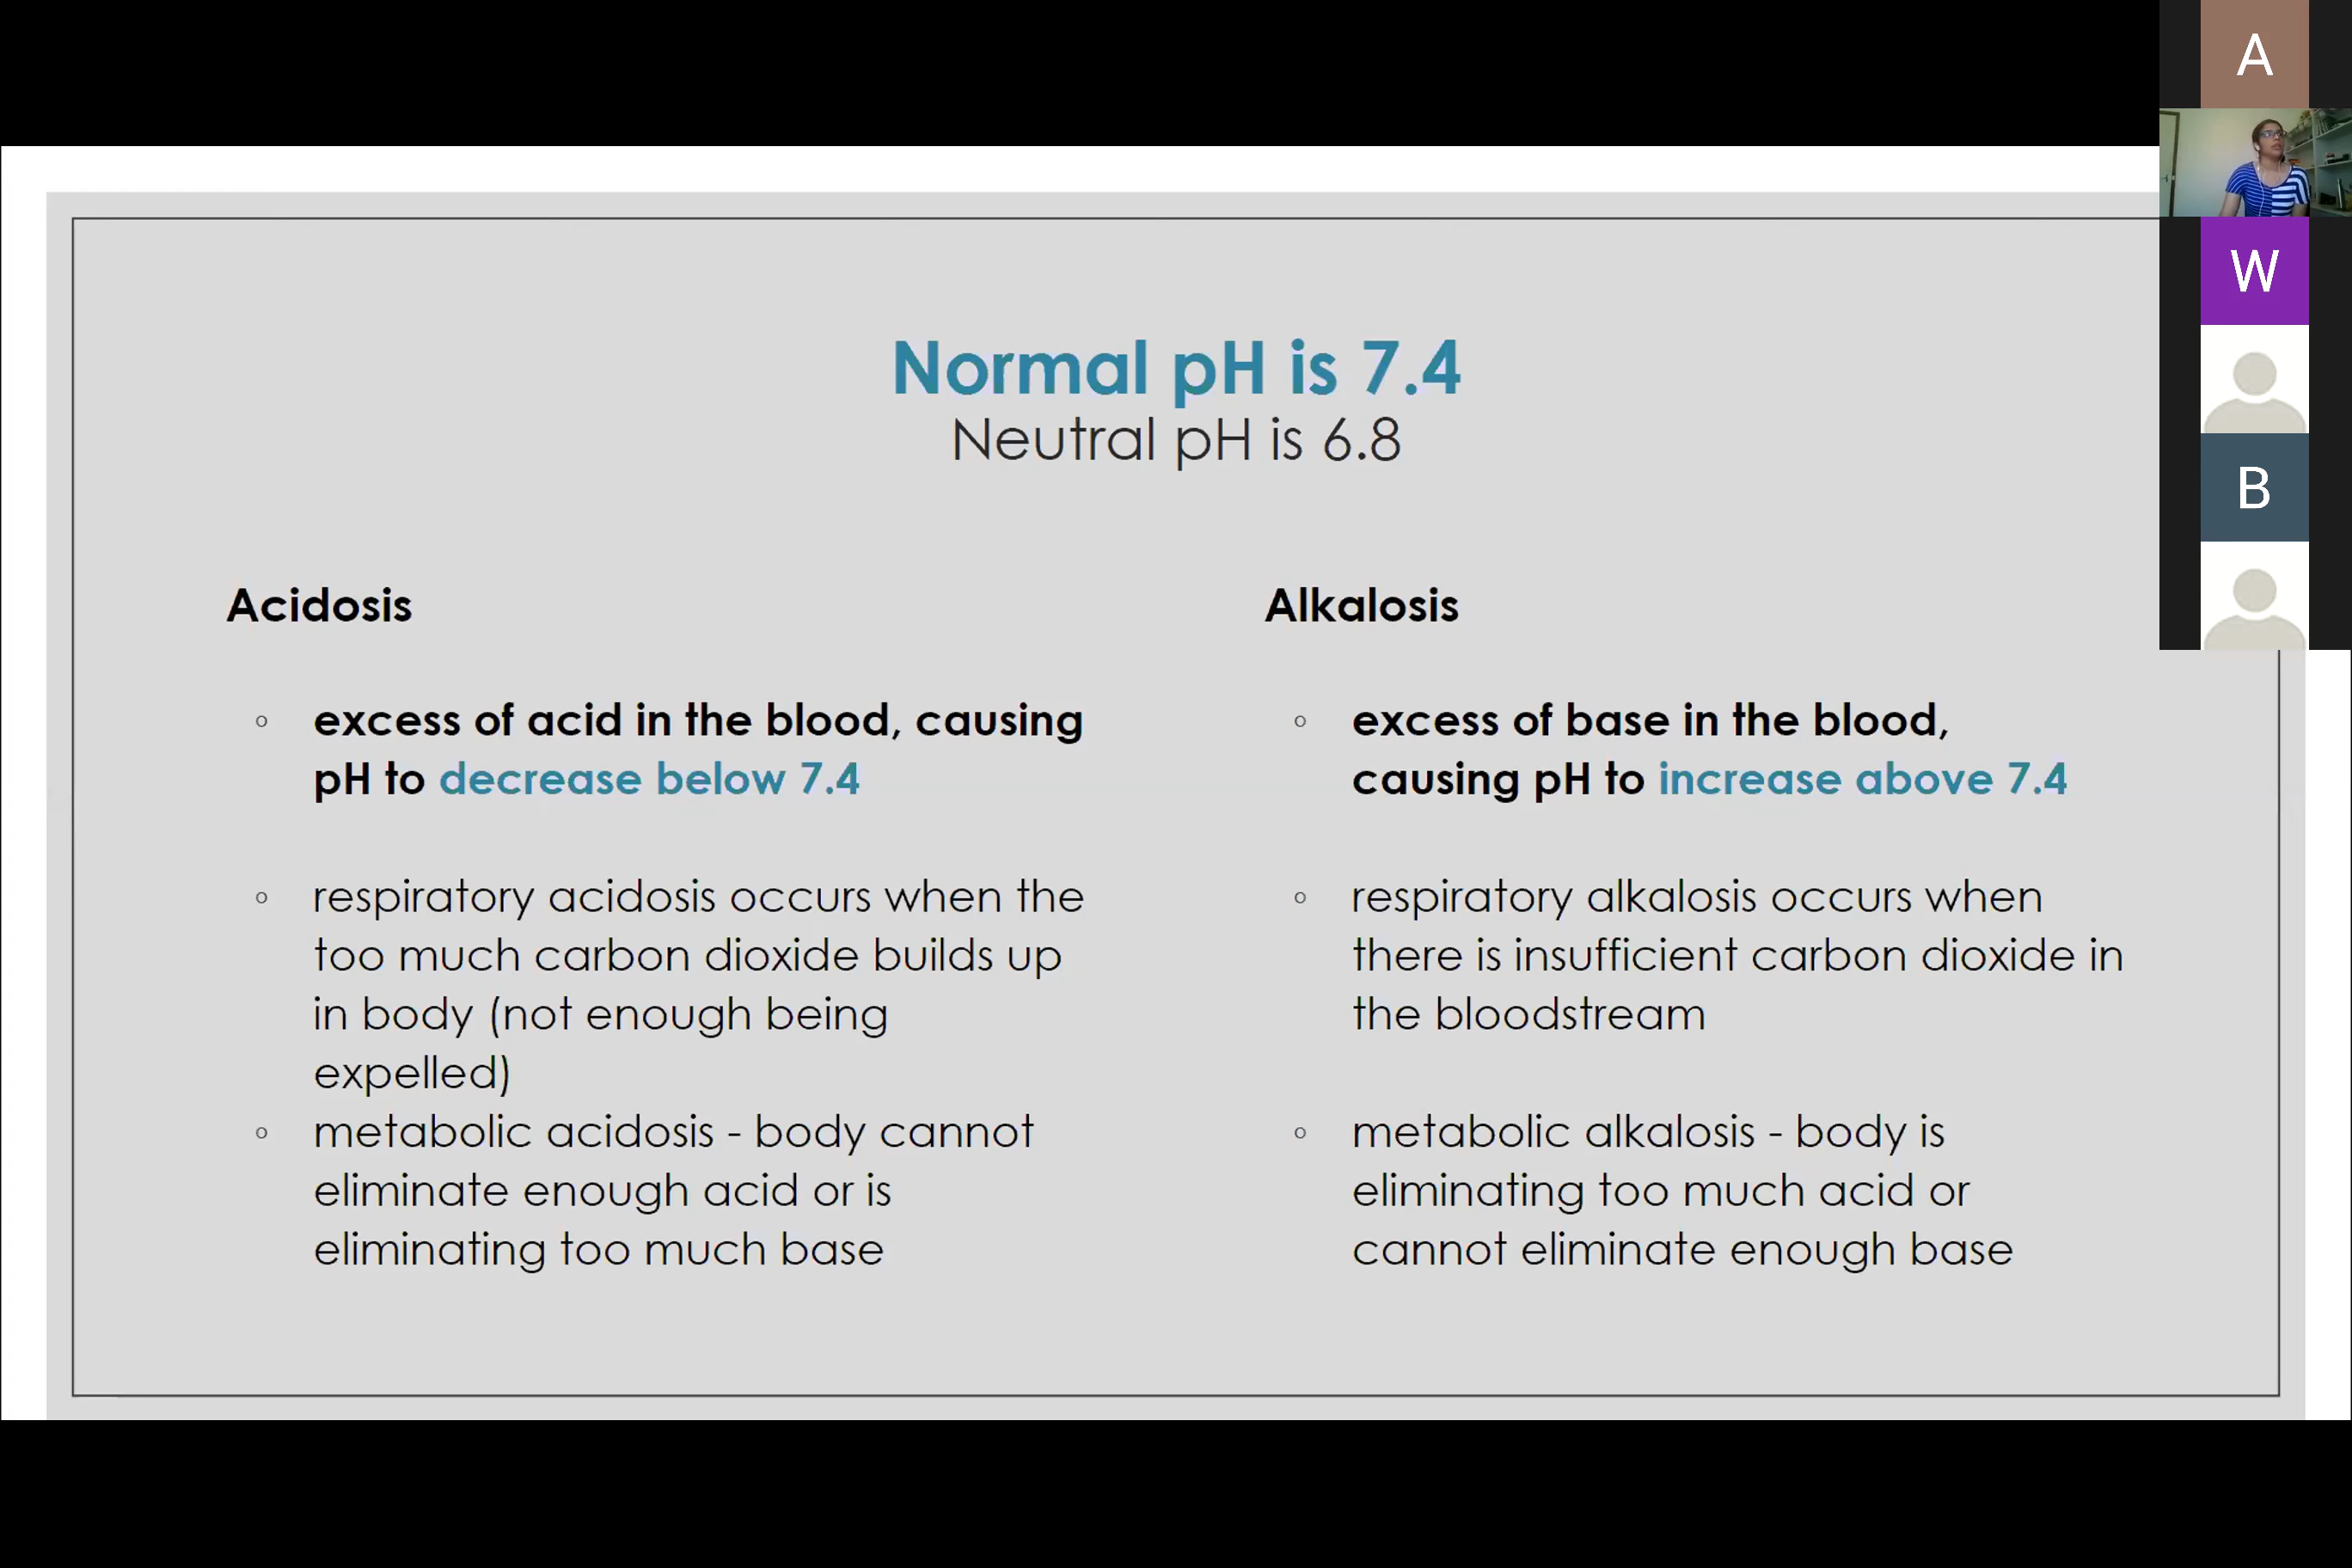 A
W
B
Normal pH is 7.4
Neutral pH is 6.8
Acidosis
◦ excess of acid in the blood, causing
pH to decrease below 7.4
◦ respiratory acidosis occurs when the
too much carbon dioxide builds up
in body (not enough being
expelled)
◦ metabolic acidosis - body cannot
eliminate enough acid or is
eliminating too much base
Alkalosis
◦ excess of base in the blood,
causing pH to increase above 7.4
◦ respiratory alkalosis occurs when
there is insufficient carbon dioxide in
the bloodstream
◦ metabolic alkalosis - body is
eliminating too much acid or
cannot eliminate enough base